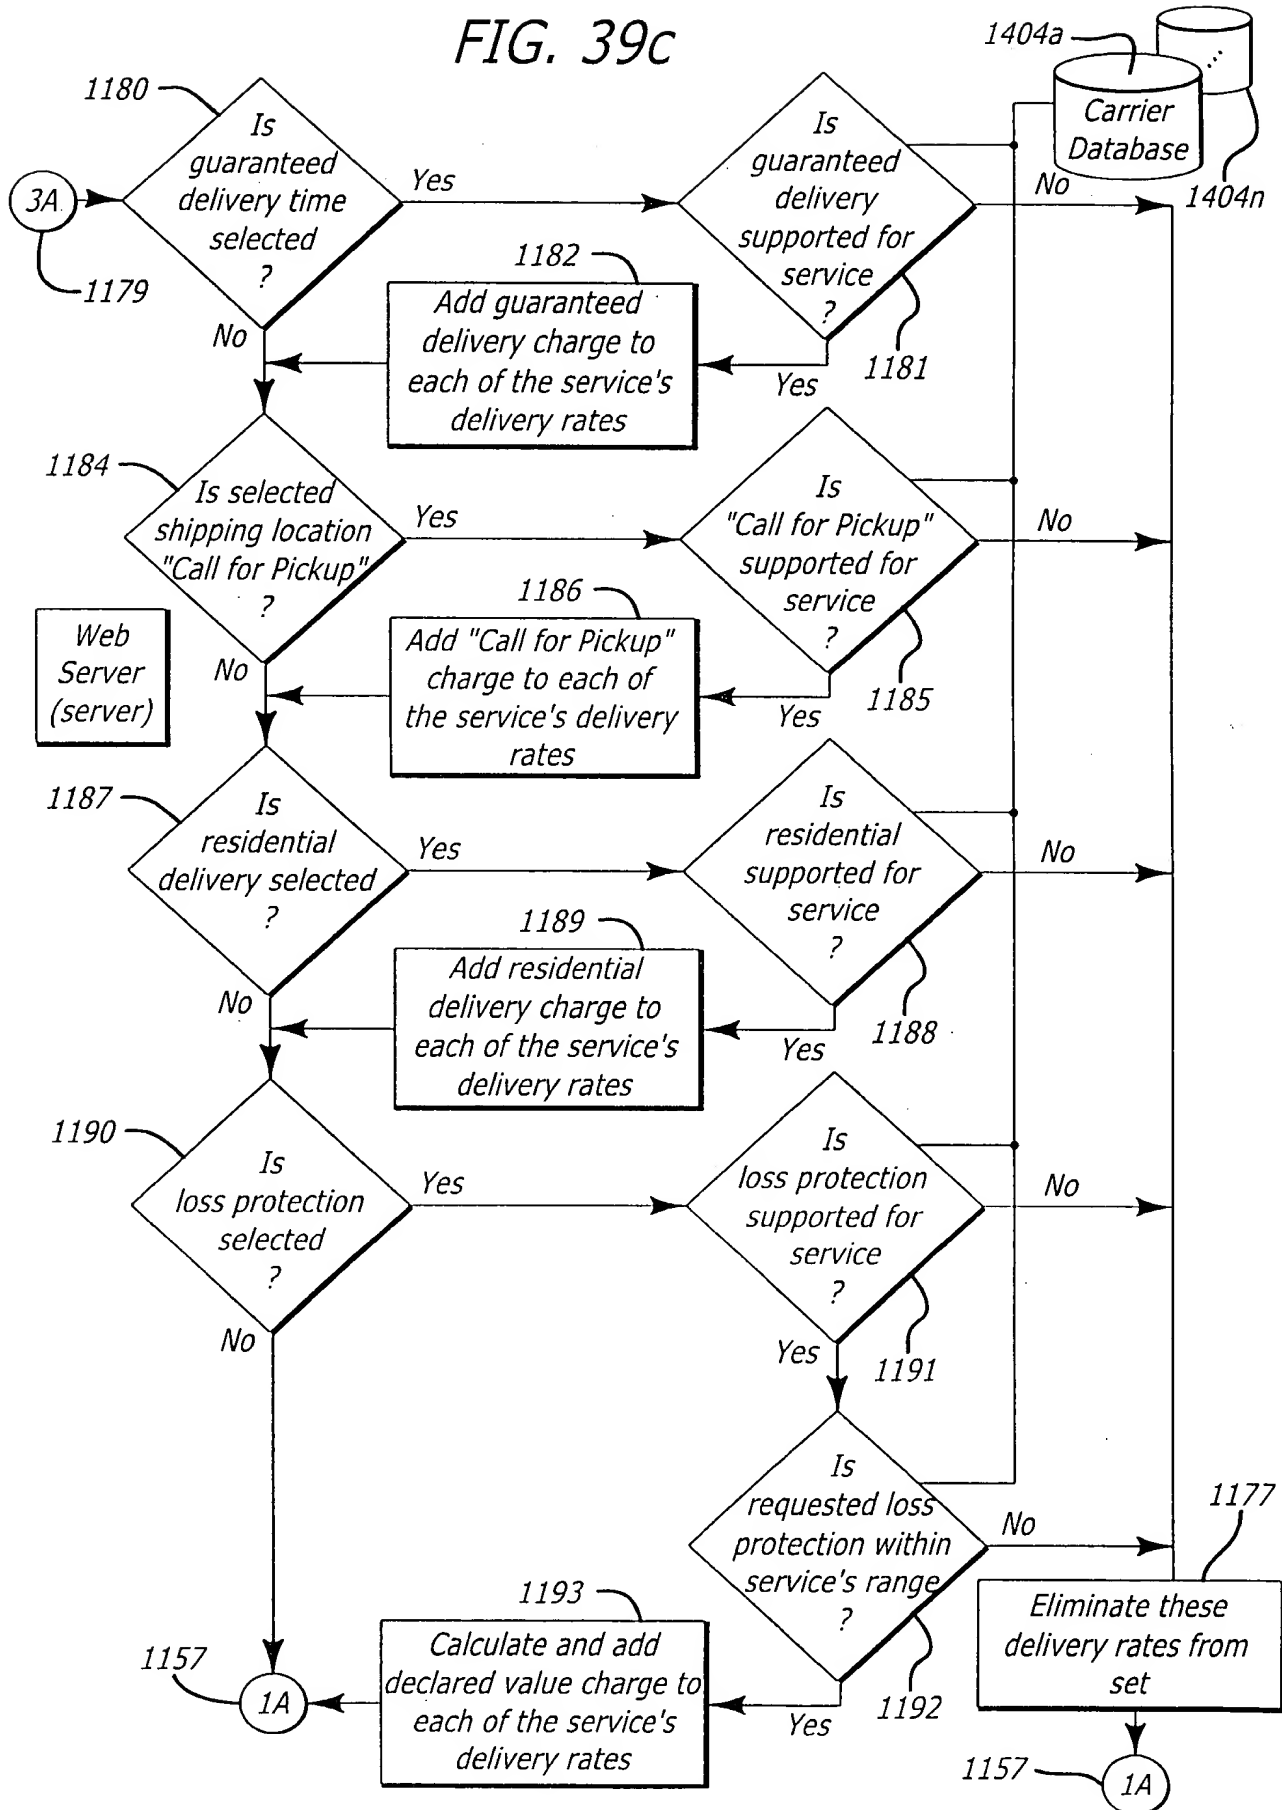 FIG. 39c
1404a
Carrier
Database
1404n
1180
Is
guaranteed
delivery time
selected
?
3A
1179
Yes
No
Is
guaranteed
delivery
supported for
service
?
1181
No
Yes
1182
Add guaranteed
delivery charge to
each of the service's
delivery rates
1184
Is selected
shipping location
"Call for Pickup"
?
Yes
No
Is
"Call for Pickup"
supported for
service
?
1185
No
Yes
1186
Add "Call for Pickup"
charge to each of
the service's delivery
rates
Web
Server
(server)
1187
Is
residential
delivery selected
?
Yes
No
Is
residential
supported for
service
?
1188
No
Yes
1189
Add residential
delivery charge to
each of the service's
delivery rates
1190
Is
loss protection
selected
?
Yes
No
Is
loss protection
supported for
service
?
1191
No
Yes
Is
requested loss
protection within
service's range
?
1192
No
Yes
1193
Calculate and add
declared value charge to
each of the service's
delivery rates
1157
1A
1177
Eliminate these
delivery rates from
set
1157
1A